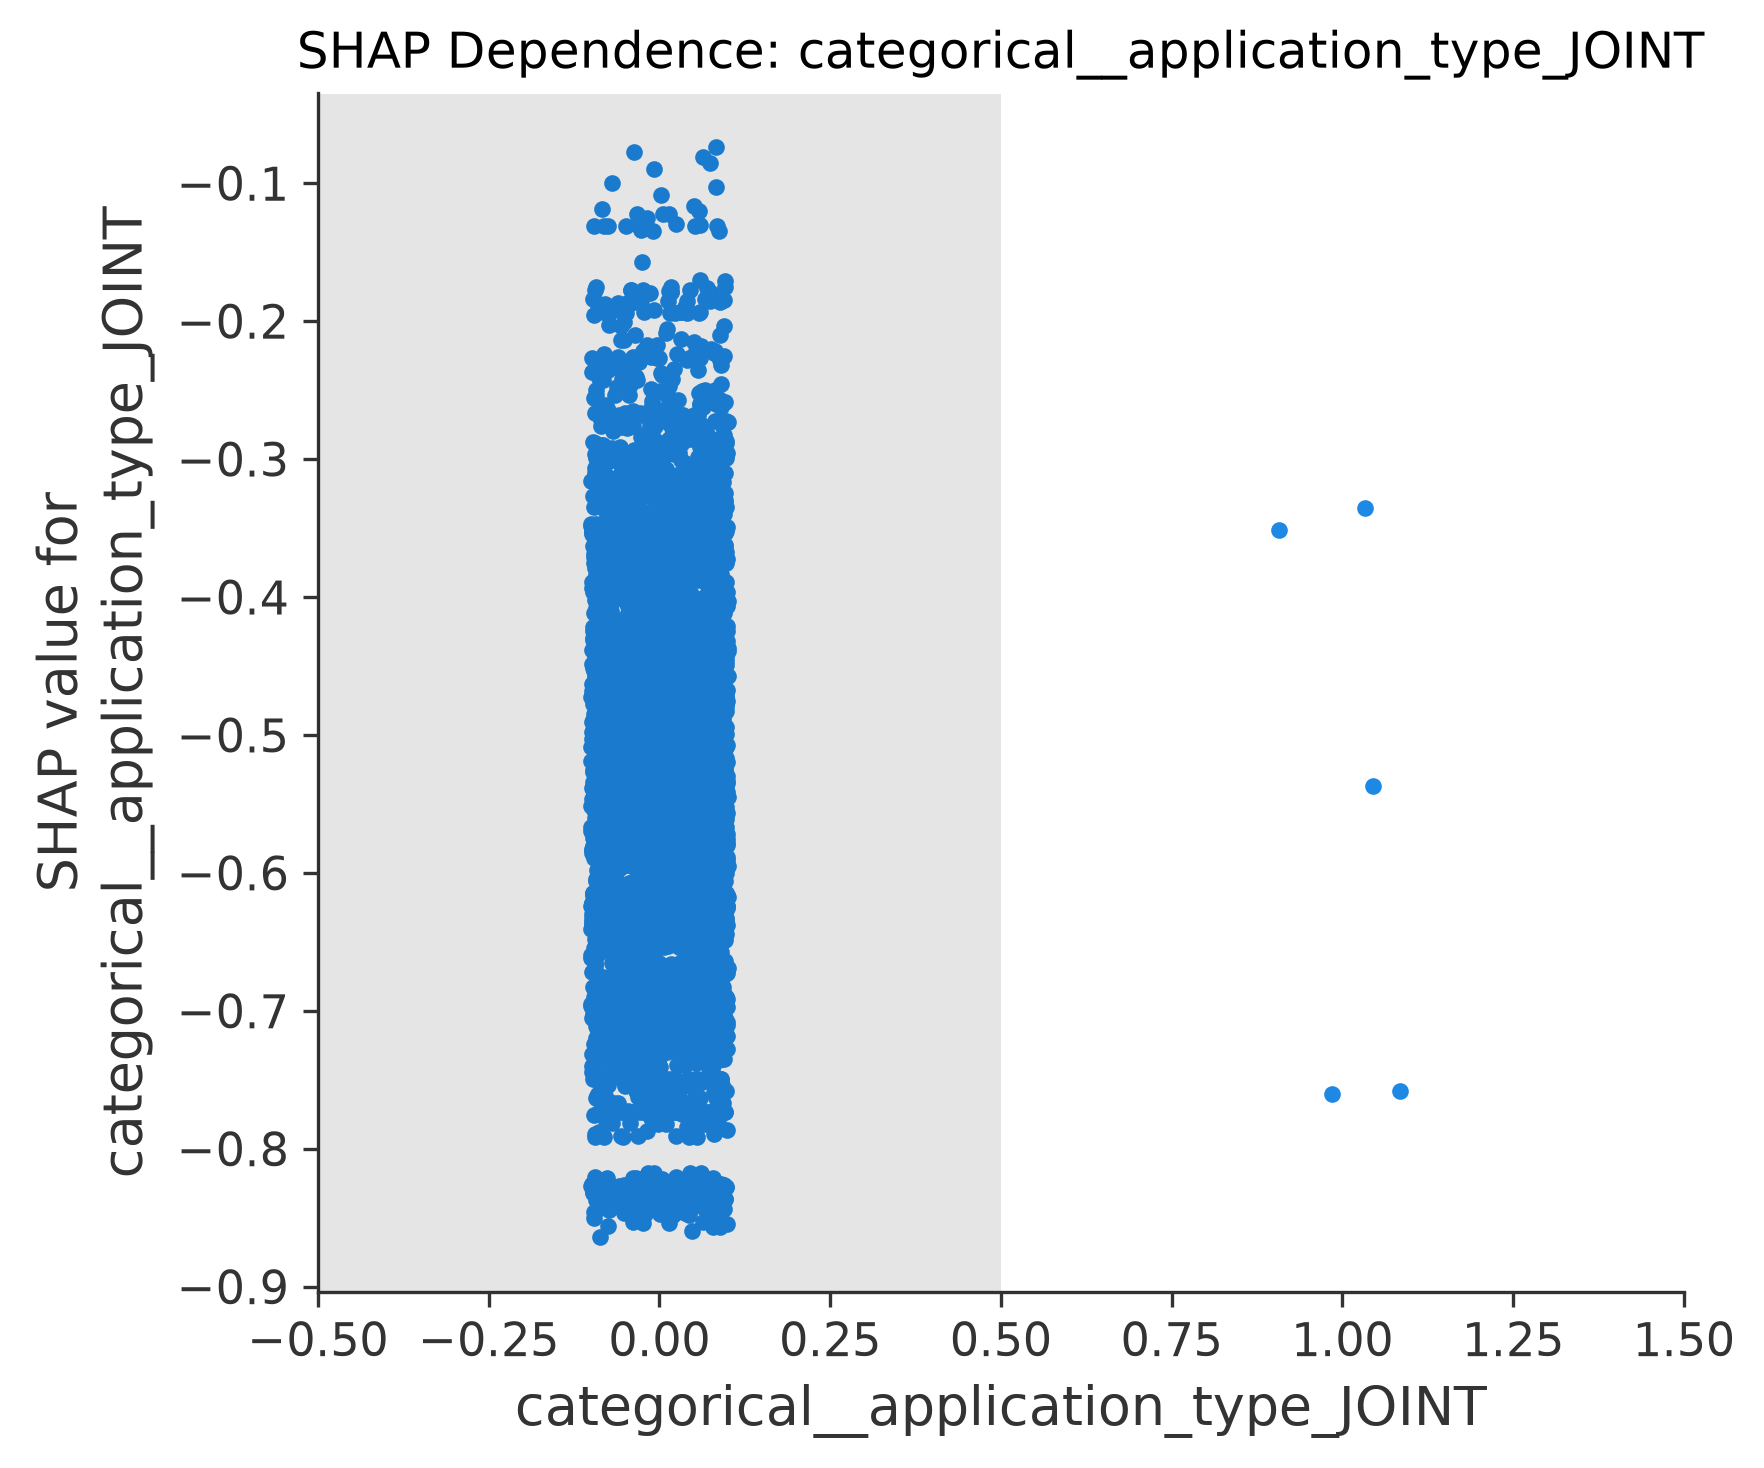 SHAP Dependence: categorical__application_type_JOINT
SHAP value for
categorical__application_type_JOINT
−0.1
−0.2
−0.3
−0.4
−0.5
−0.6
−0.7
−0.8
−0.9
−0.50 −0.25 0.00 0.25 0.50 0.75 1.00 1.25 1.50
categorical__application_type_JOINT